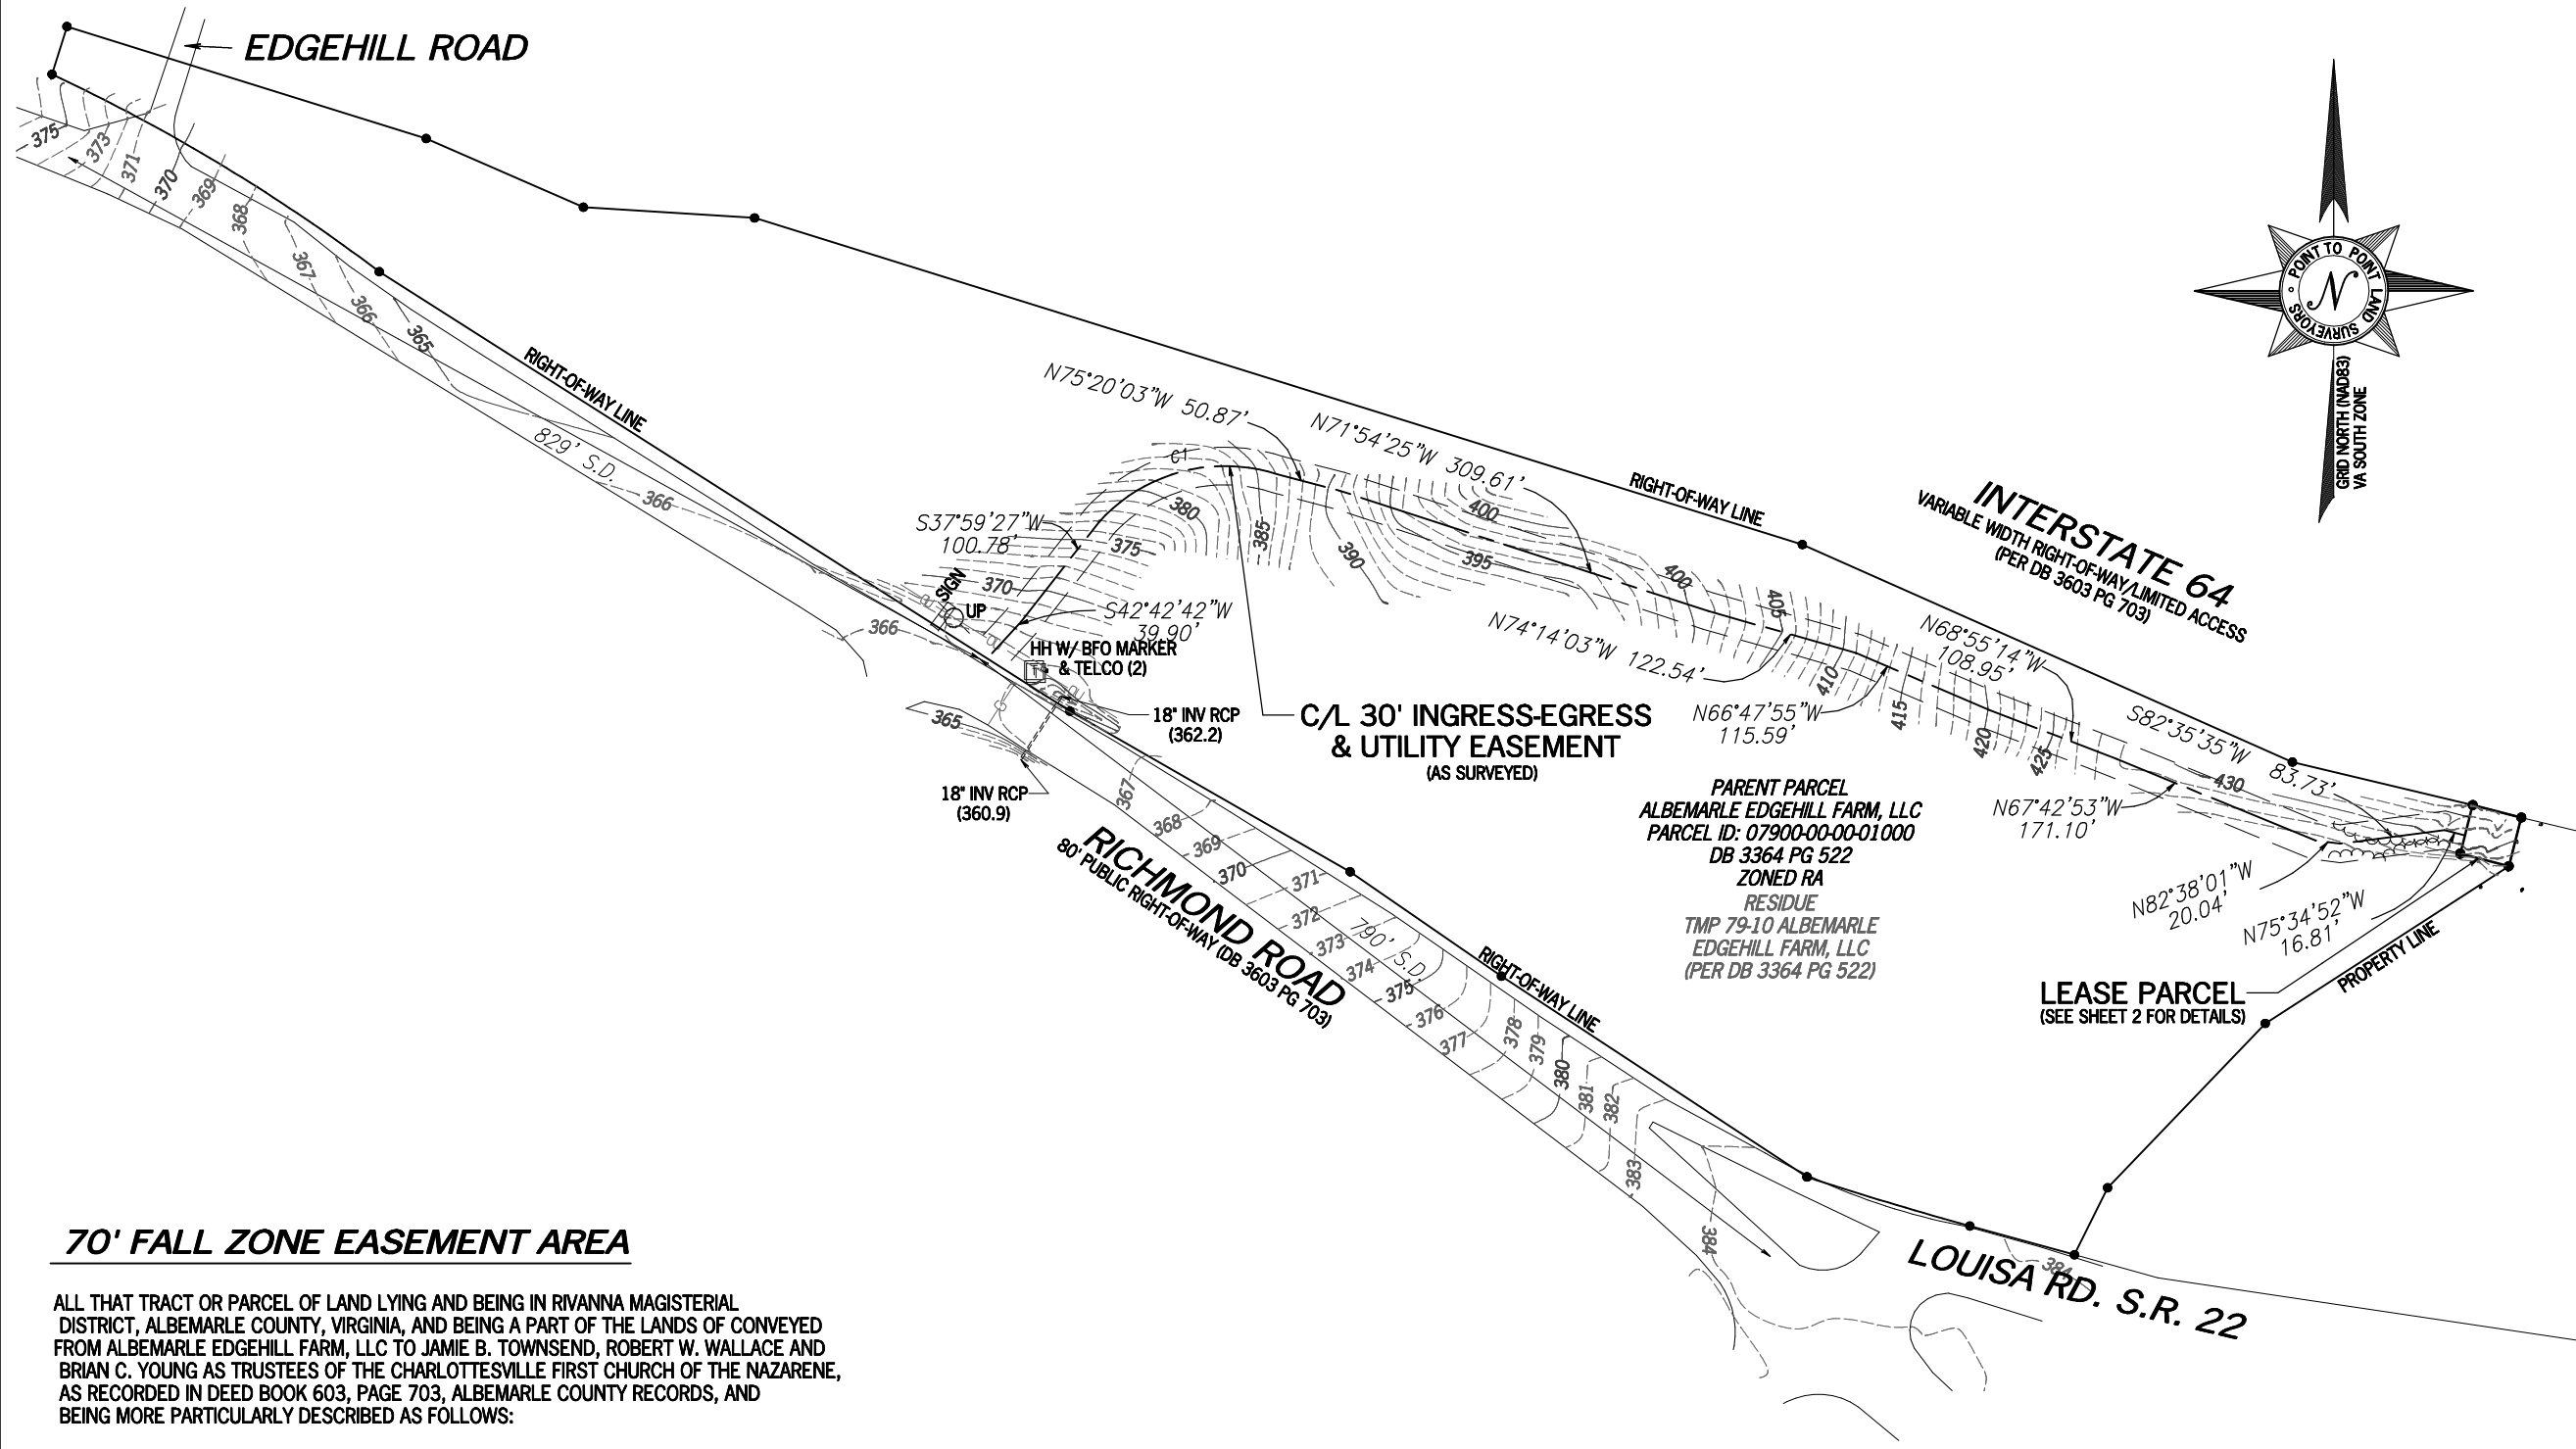 EDGEHILL ROAD
375
373
371
370
369
368
367
366
365
RIGHT-OF-WAY LINE
829' S.D.
366
366
N75°20'03"W 50.87'
N71°54'25"W 309.61'
C1
380
385
390
375
370
395
400
400
405
410
415
420
425
430
S37°59'27"W
100.78'
SIGN
UP
S42°42'42"W
39.90'
HH W/ BFO MARKER
& TELCO (2)
18" INV RCP
(362.2)
365
18" INV RCP
(360.9)
C/L 30' INGRESS-EGRESS
& UTILITY EASEMENT
(AS SURVEYED)
RIGHT-OF-WAY LINE
INTERSTATE 64
VARIABLE WIDTH RIGHT-OF-WAY/LIMITED ACCESS
(PER DB 3603 PG 703)
N74°14'03"W 122.54'
N66°47'55"W
115.59'
N68°55'14"W
108.95'
S82°35'35"W 83.73'
N67°42'53"W
171.10'
N82°38'01"W
20.04'
N75°34'52"W
16.81'
PROPERTY LINE
LEASE PARCEL
(SEE SHEET 2 FOR DETAILS)
PARENT PARCEL
ALBEMARLE EDGEHILL FARM, LLC
PARCEL ID: 07900-00-00-01000
DB 3364 PG 522
ZONED RA
RESIDUE
TMP 79-10 ALBEMARLE
EDGEHILL FARM, LLC
(PER DB 3364 PG 522)
POINT TO POINT LAND SURVEYORS
N
GRID NORTH (NAD83)
VA SOUTH ZONE
RICHMOND ROAD
80' PUBLIC RIGHT-OF-WAY (DB 3603 PG 703)
367
368
369
370
371
372
373
374
375
376
377
378
379
380
381
382
383
384
790' S.D.
RIGHT-OF-WAY LINE
384
LOUISA RD. S.R. 22
70' FALL ZONE EASEMENT AREA
ALL THAT TRACT OR PARCEL OF LAND LYING AND BEING IN RIVANNA MAGISTERIAL
DISTRICT, ALBEMARLE COUNTY, VIRGINIA, AND BEING A PART OF THE LANDS OF CONVEYED
FROM ALBEMARLE EDGEHILL FARM, LLC TO JAMIE B. TOWNSEND, ROBERT W. WALLACE AND
BRIAN C. YOUNG AS TRUSTEES OF THE CHARLOTTESVILLE FIRST CHURCH OF THE NAZARENE,
AS RECORDED IN DEED BOOK 603, PAGE 703, ALBEMARLE COUNTY RECORDS, AND
BEING MORE PARTICULARLY DESCRIBED AS FOLLOWS: